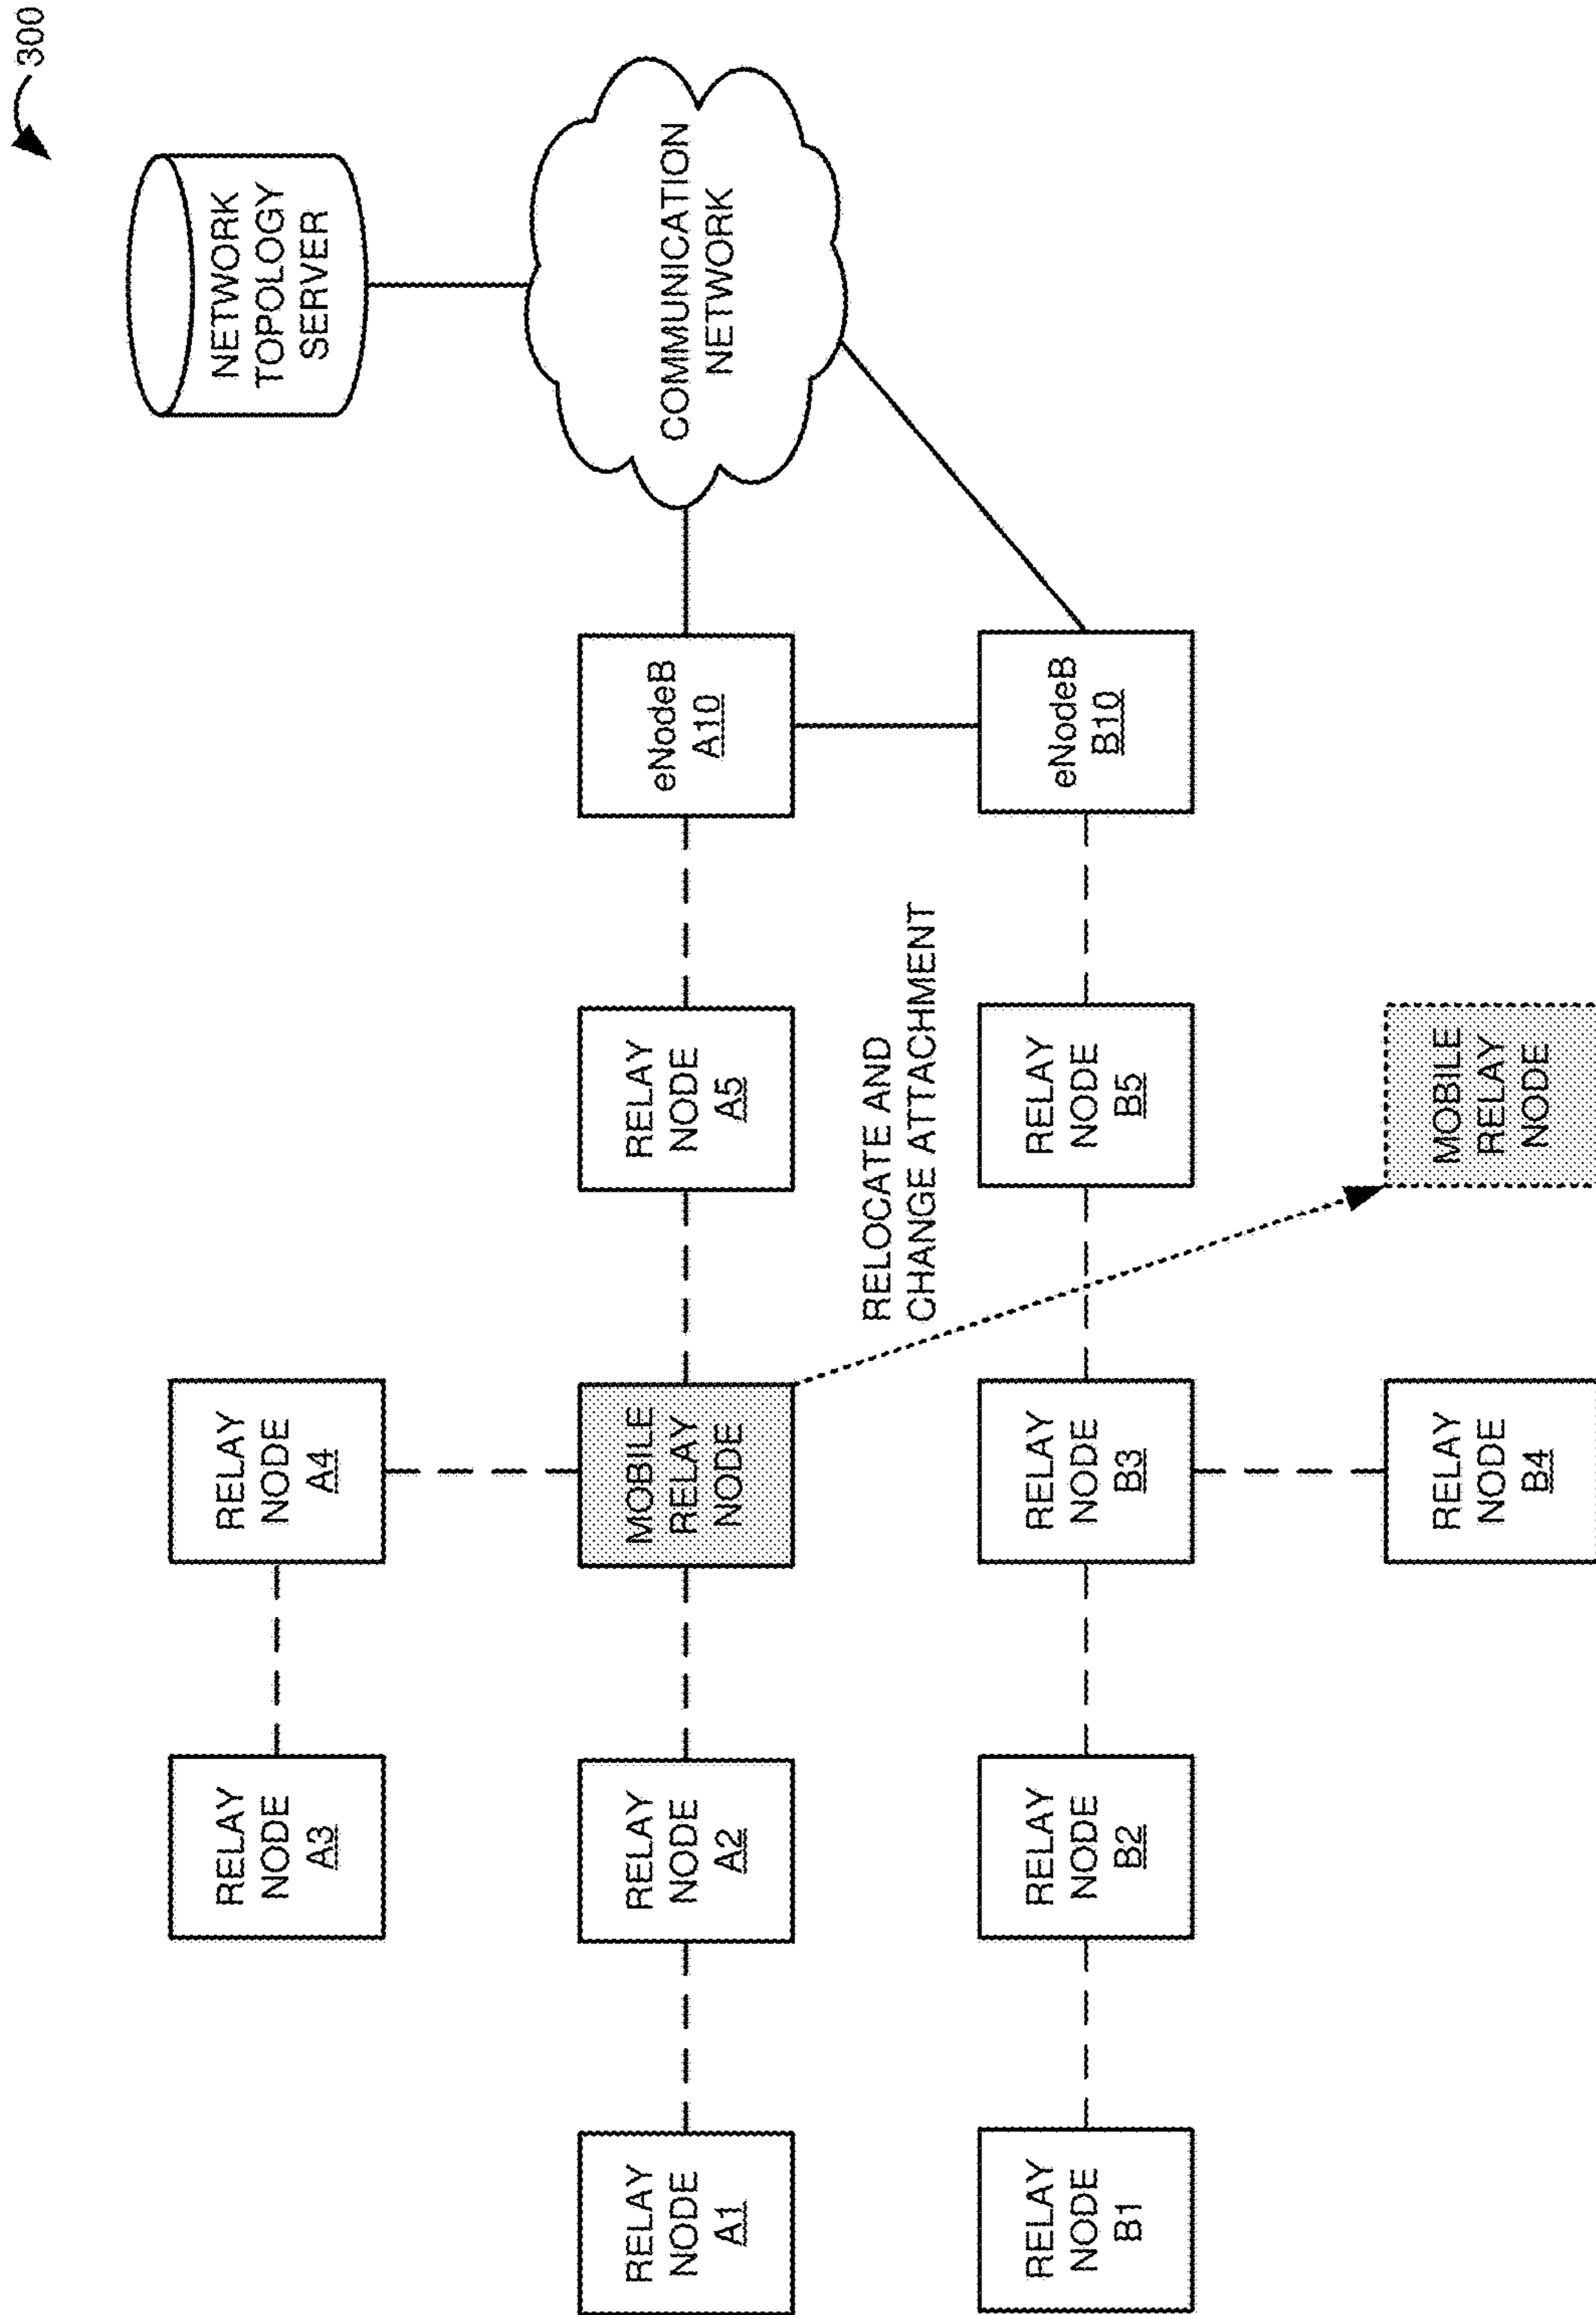 300
NETWORK
TOPOLOGY
SERVER
COMMUNICATION
NETWORK
RELAY
NODE
A3
RELAY
NODE
A4
RELAY
NODE
A1
RELAY
NODE
A2
MOBILE
RELAY
NODE
RELAY
NODE
A5
eNodeB
A10
RELOCATE AND
CHANGE ATTACHMENT
RELAY
NODE
B1
RELAY
NODE
B2
RELAY
NODE
B3
RELAY
NODE
B5
eNodeB
B10
RELAY
NODE
B4
MOBILE
RELAY
NODE